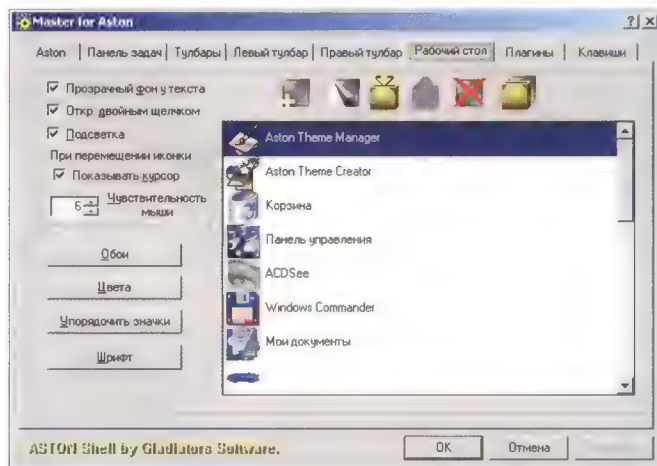 Master for Aston
Aston | Панель задач | Тулбары | Левый тулбар | Правый тулбар | Рабочий стол | Плагины | Клавиши
Прозрачный фон у текста
Откр. двойным щелчком
Подсветка
При перемещении иконки
Показывать курсор
6 Чувствительность
мыши
Обои
Цвета
Упорядочить значки
Шрифт
Aston Theme Manager
Aston Theme Creator
Корзина
Панель управления
ACDSee
Windows Commander
Мои документы
ASTON Shell by Gladiators Software.
OK
Отмена